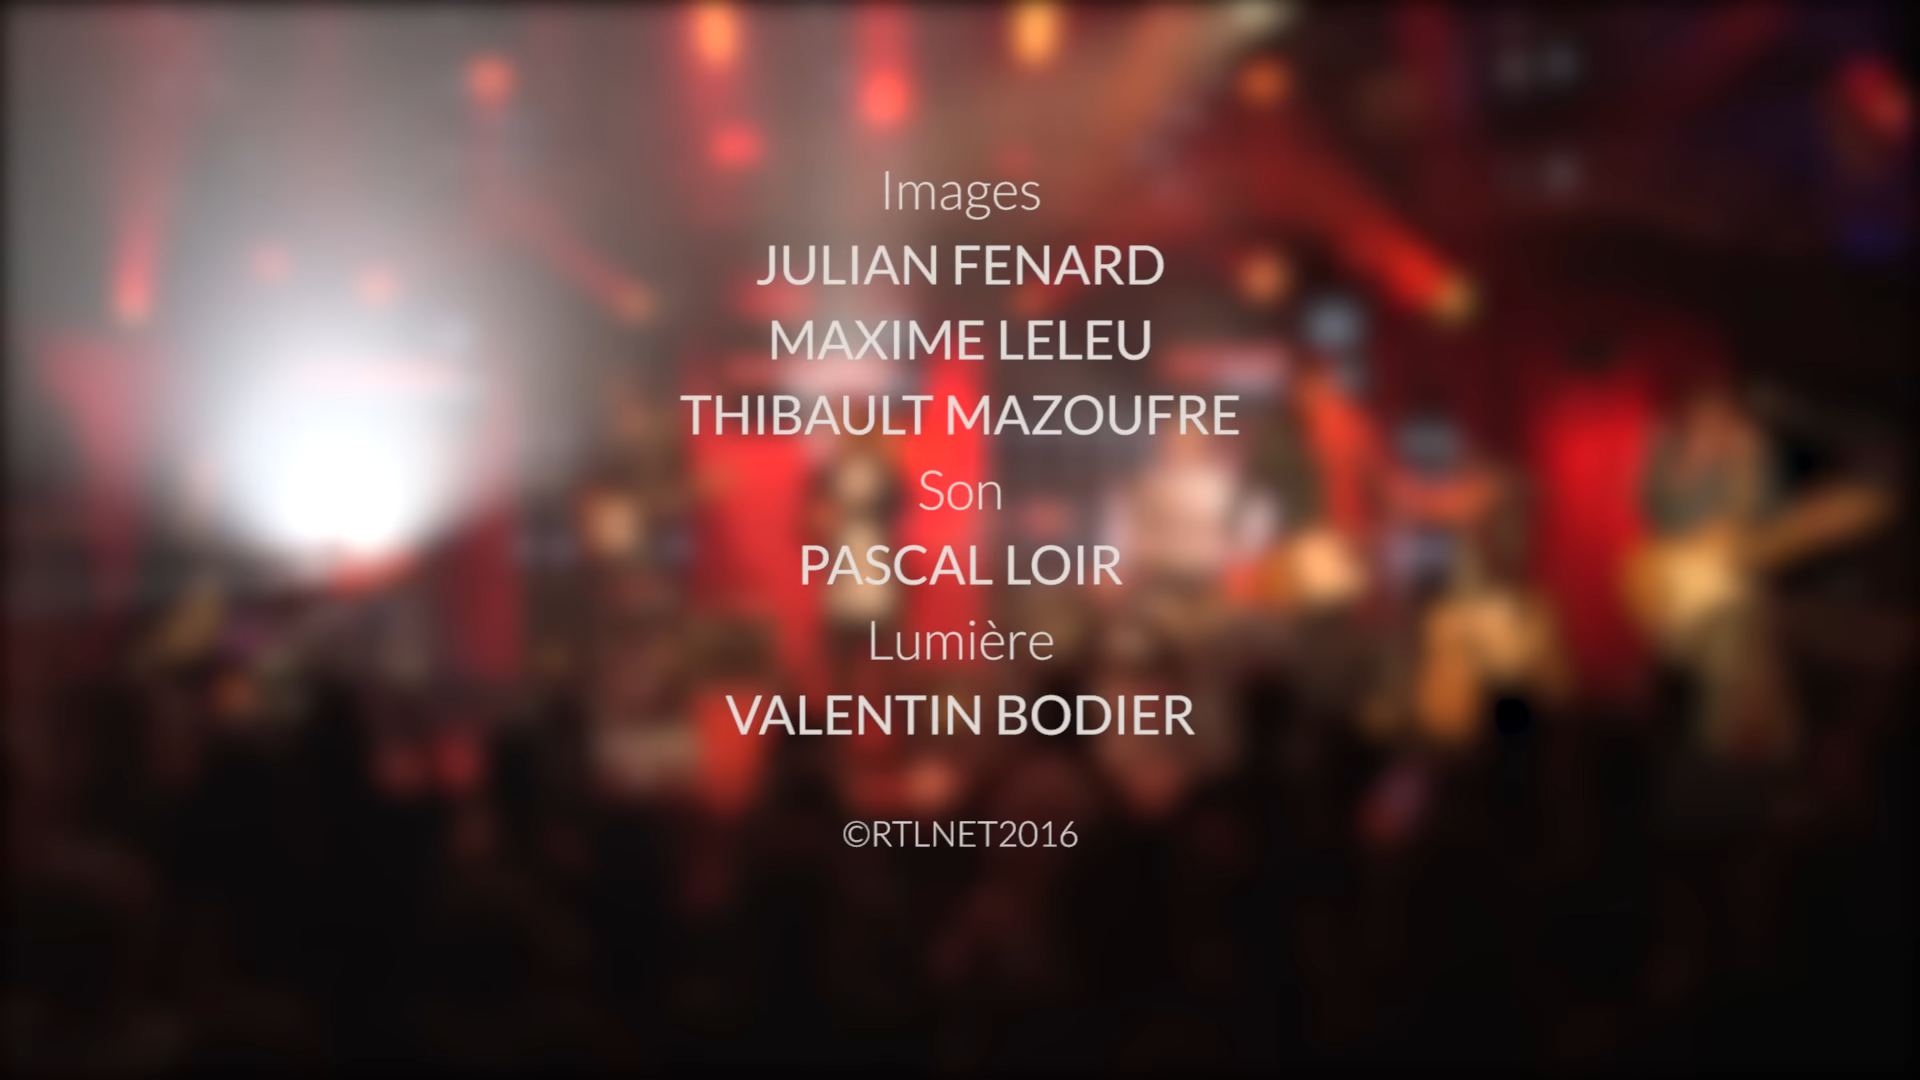 Images
JULIAN FENARD
MAXIME LELEU
THIBAULT MAZOUFRE
Son
PASCAL LOIR
Lumière
VALENTIN BODIER
©RTLNET2016